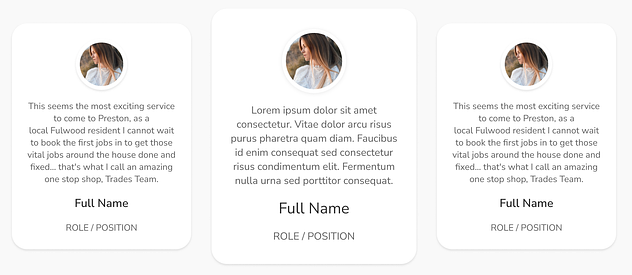 This seems the most exciting service
to come to Preston, as a
local Fulwood resident I cannot wait
to book the first jobs in to get those
vital jobs around the house done and
fixed... that's what I call an amazing
one stop shop, Trades Team.
Full Name
ROLE / POSITION
Lorem ipsum dolor sit amet
consectetur. Vitae dolor arcu risus
purus pharetra quam diam. Faucibus
id enim consequat sed consectetur
risus condimentum elit. Fermentum
nulla urna sed porttitor consequat.
Full Name
ROLE / POSITION
This seems the most exciting service
to come to Preston, as a
local Fulwood resident I cannot wait
to book the first jobs in to get those
vital jobs around the house done and
fixed... that's what I call an amazing
one stop shop, Trades Team.
Full Name
ROLE / POSITION